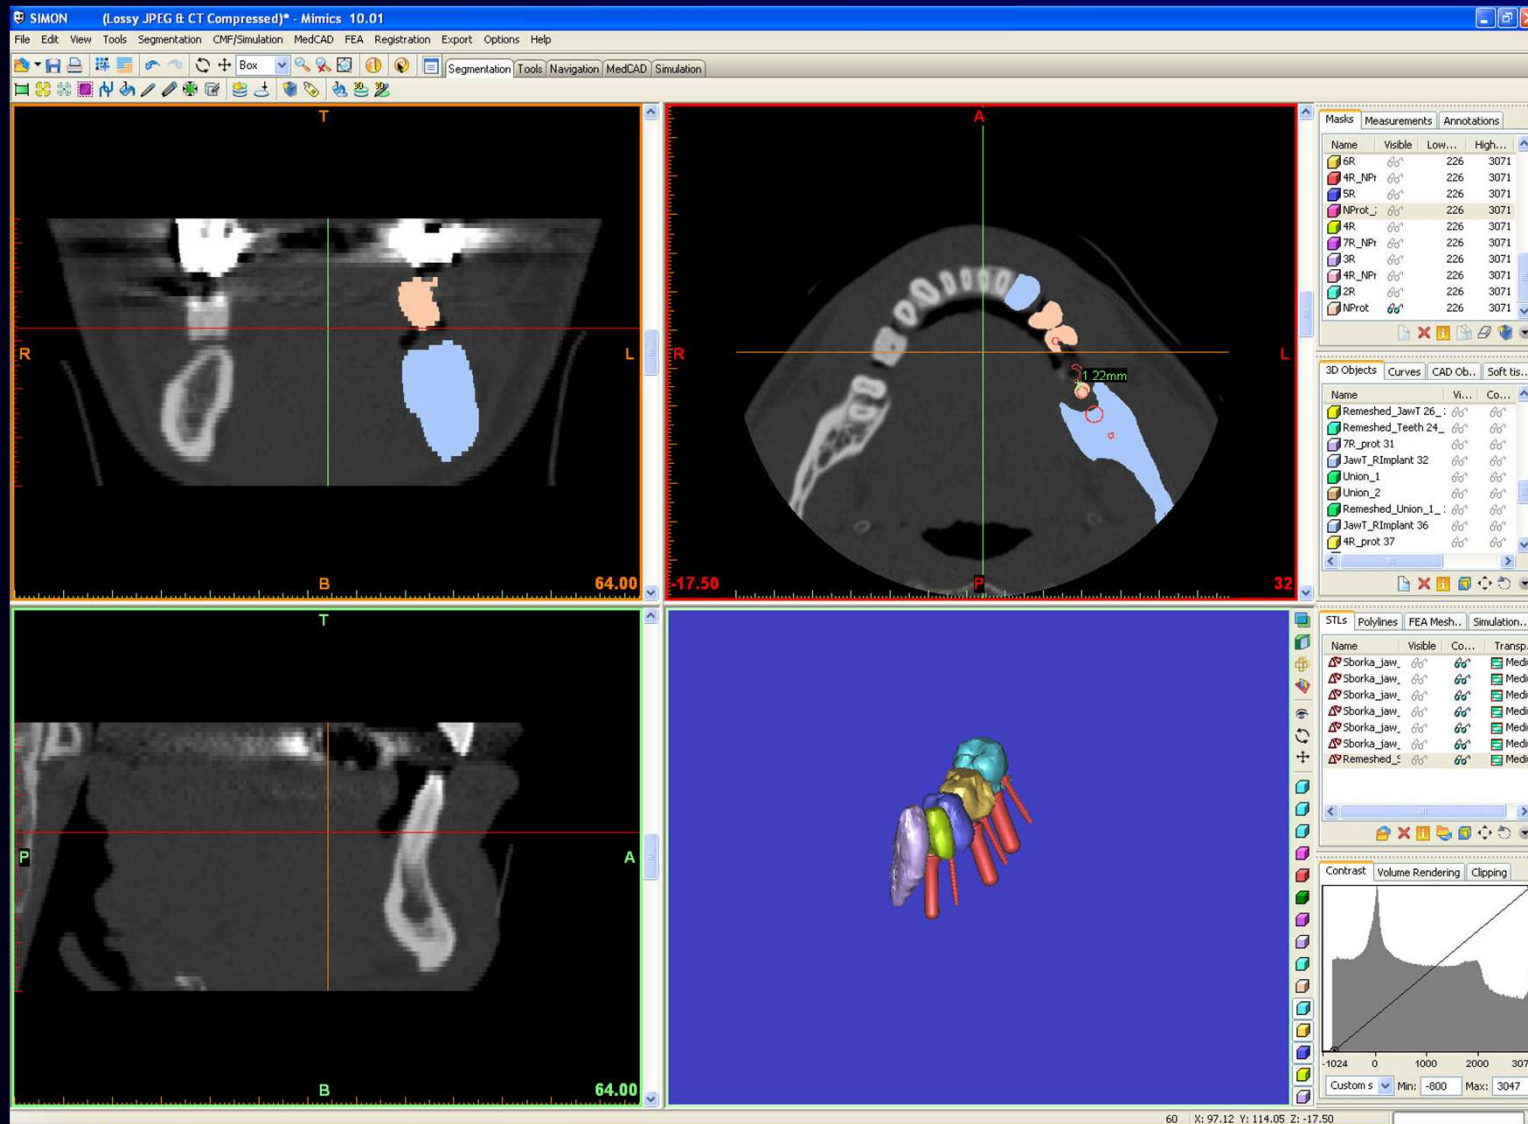 SIMON (Lossy JPEG & CT Compressed)* - Mimics 10.01
File Edit View Tools Segmentation CMF/Simulation MedCAD FEA Registration Export Options Help
Box Segmentation Tools Navigation MedCAD Simulation
T
R
L
B
64.00
A
R
L
1.22mm
-17.50
P
32
T
P
A
B
64.00
Masks Measurements Annotations
Name Visible Low... High...
6R 226 3071
4R_NPr 226 3071
5R 226 3071
NProt_: 226 3071
4R 226 3071
7R_NPr 226 3071
3R 226 3071
4R_NPr 226 3071
2R 226 3071
NProt 226 3071
3D Objects Curves CAD Ob.. Soft tis...
Name Vi... Co...
Remeshed_JawT 26_ :
Remeshed_Teeth 24_
7R_prot 31
JawT_RImplant 32
Union_1
Union_2
Remeshed_Union_1_ :
JawT_RImplant 36
4R_prot 37
STLs Polylines FEA Mesh.. Simulation..
Name Visible Co... Transp.
Sborka_jaw_ Medi
Sborka_jaw_ Medi
Sborka_jaw_ Medi
Sborka_jaw_ Medi
Sborka_jaw_ Medi
Sborka_jaw_ Medi
Remeshed_S Medi
Contrast Volume Rendering Clipping
-1024 0 1000 2000 307
Custom s Min: -800 Max: 3047
60 X: 97.12 Y: 114.05 Z: -17.50